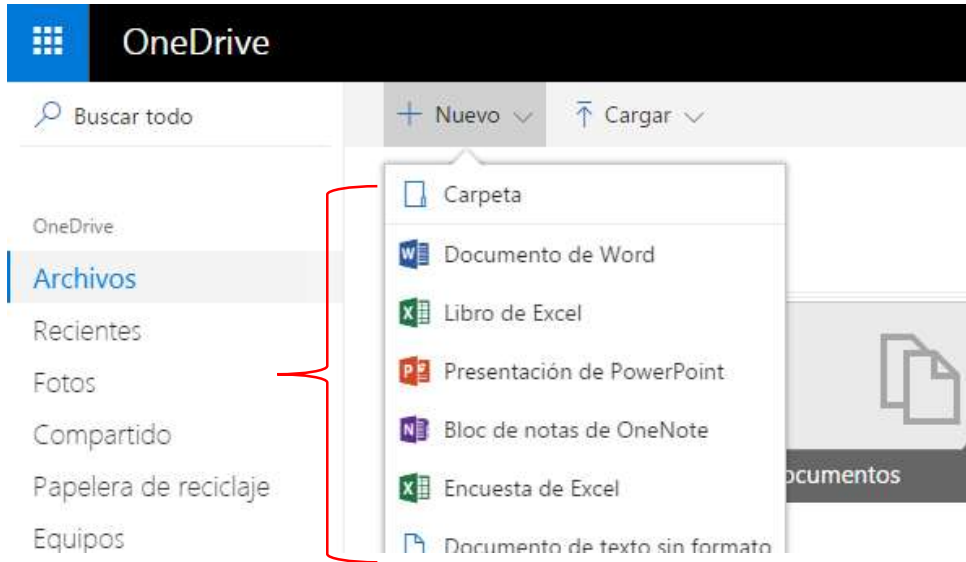 OneDrive
Buscar todo
Nuevo
Cargar
OneDrive
Archivos
Recientes
Fotos
Compartido
Papelera de reciclaje
Equipos
Carpeta
Documento de Word
Libro de Excel
Presentación de PowerPoint
Bloc de notas de OneNote
Encuesta de Excel
Documento de texto sin formato
ocumentos